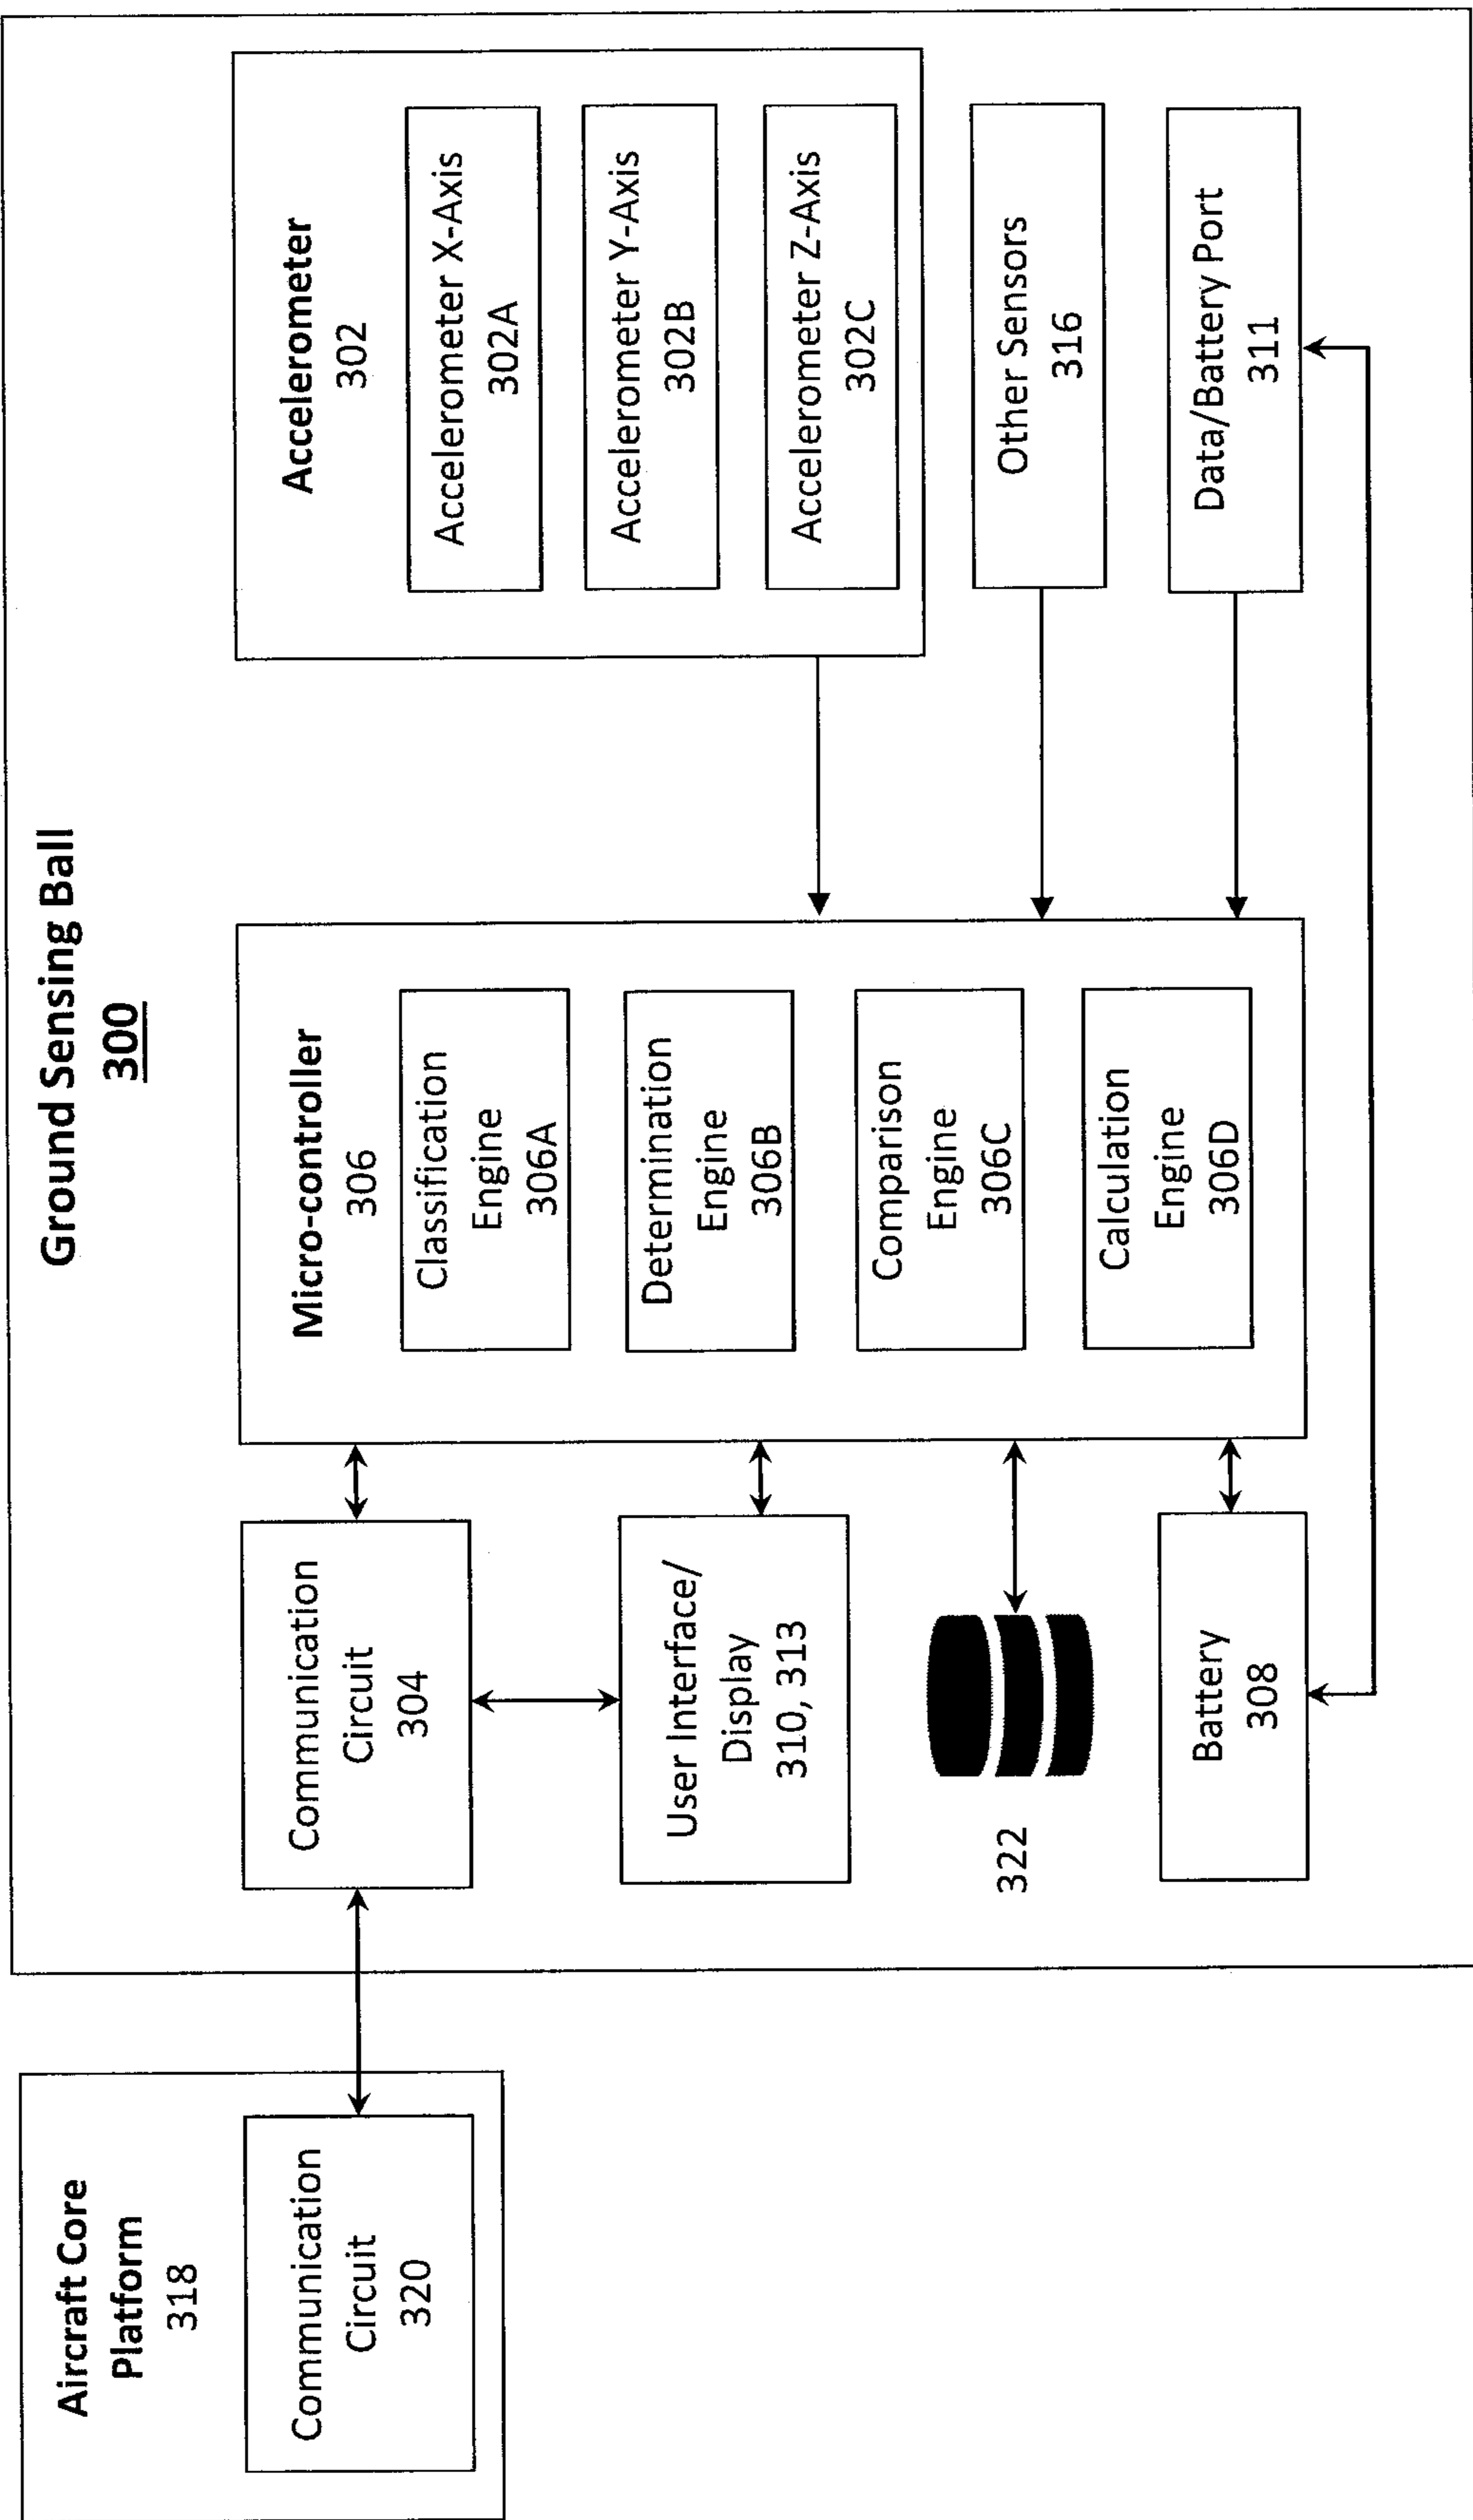 Ground Sensing Ball
300
Aircraft Core
Platform
318
Communication
Circuit
320
Communication
Circuit
304
User Interface/
Display
310, 313
322
Battery
308
Micro-controller
306
Classification
Engine
306A
Determination
Engine
306B
Comparison
Engine
306C
Calculation
Engine
306D
Accelerometer
302
Accelerometer X-Axis
302A
Accelerometer Y-Axis
302B
Accelerometer Z-Axis
302C
Other Sensors
316
Data/Battery Port
311